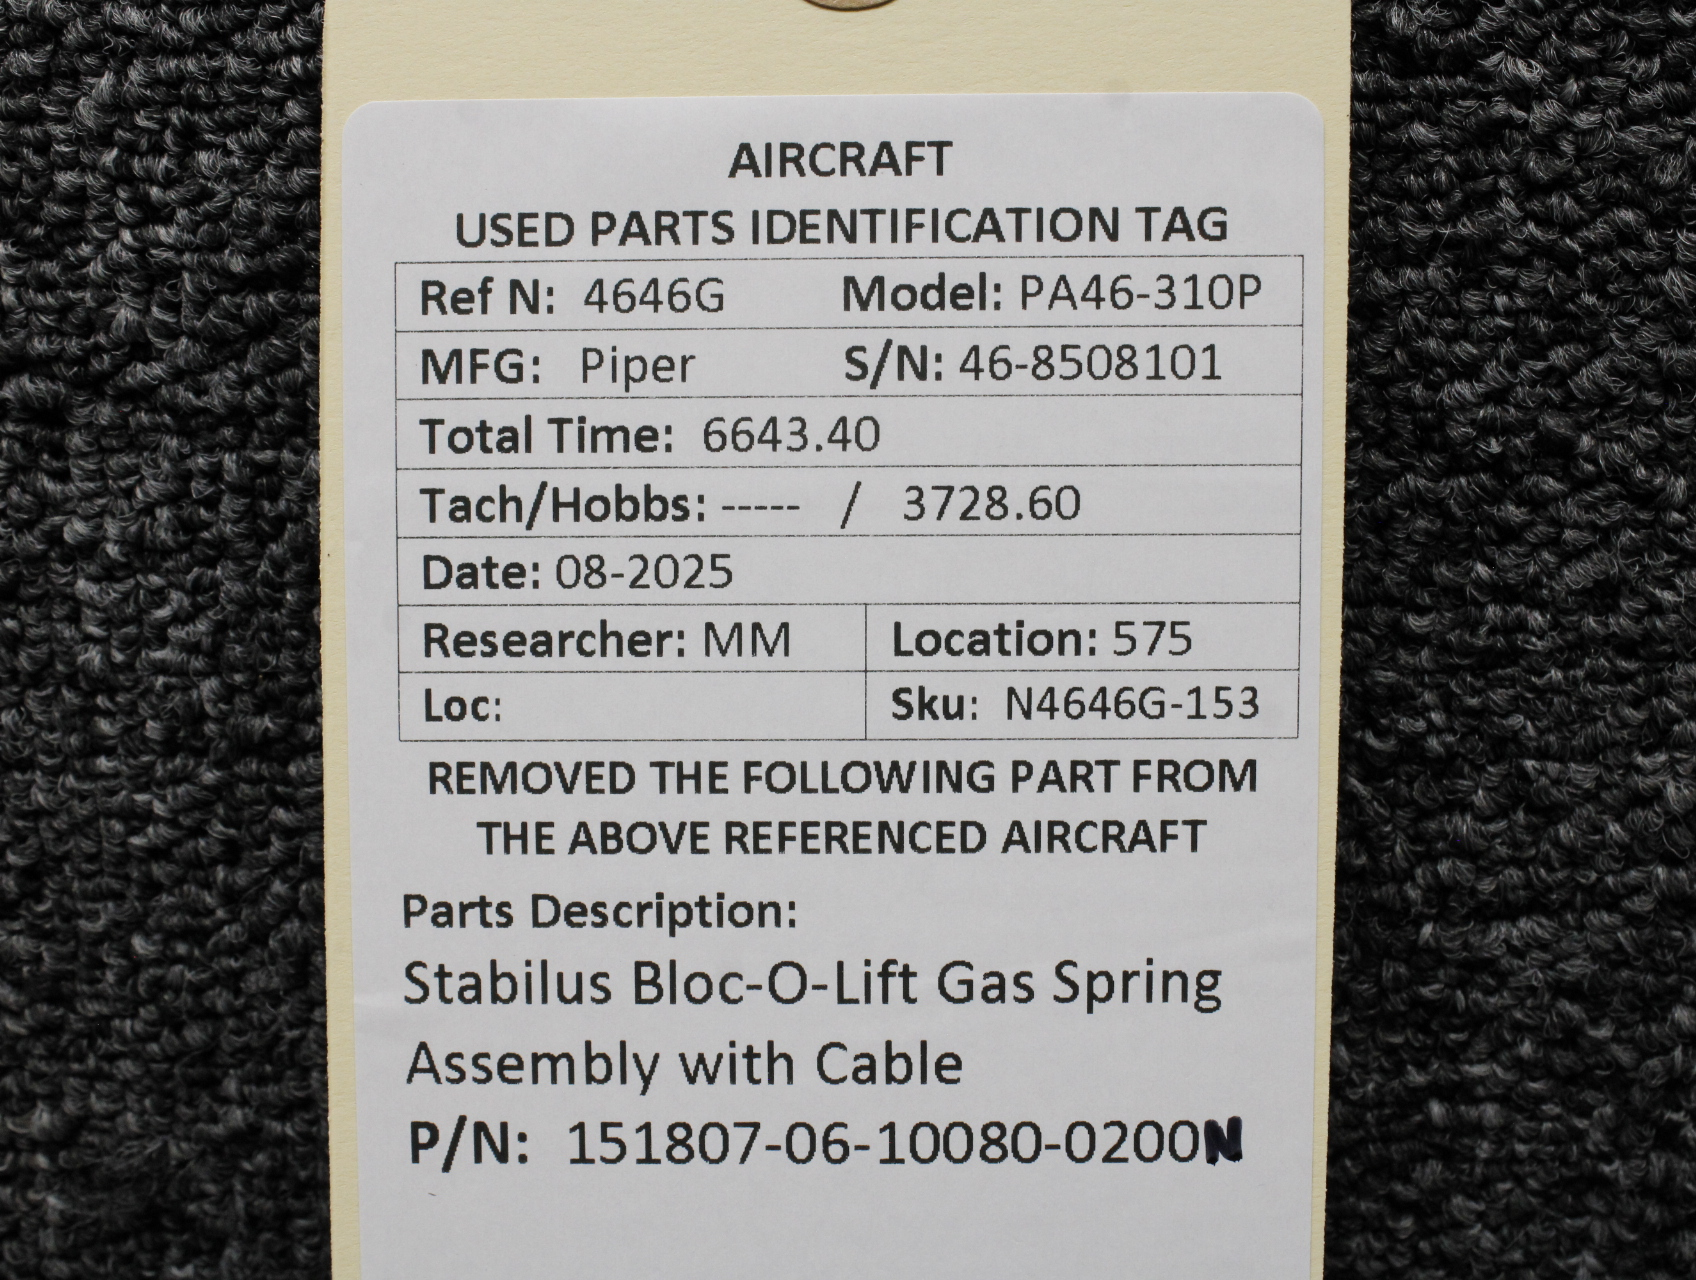 AIRCRAFT
USED PARTS IDENTIFICATION TAG
Ref N: 4646G Model: PA46-310P
MFG: Piper S/N: 46-8508101
Total Time: 6643.40
Tach/Hobbs: ----- / 3728.60
Date: 08-2025
Researcher: MM Location: 575
Loc: Sku: N4646G-153
REMOVED THE FOLLOWING PART FROM
THE ABOVE REFERENCED AIRCRAFT
Parts Description:
Stabilus Bloc-O-Lift Gas Spring
Assembly with Cable
P/N: 151807-06-10080-0200N